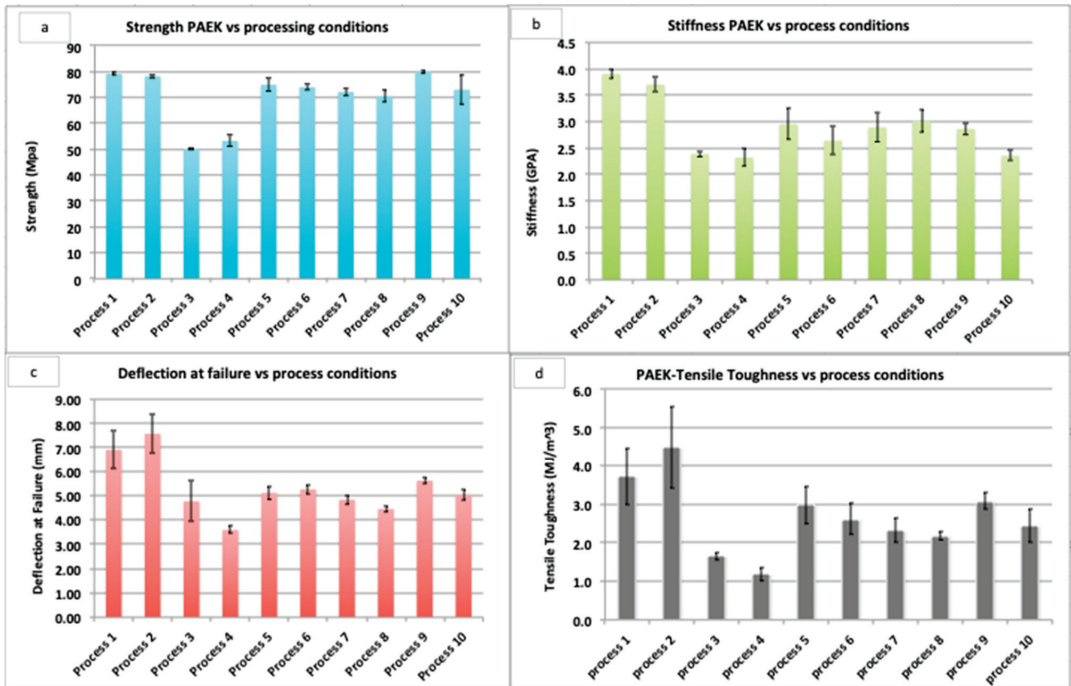 a
Strength PAEK vs processing conditions
Strength (Mpa)
90
80
70
60
50
40
30
20
10
0
Process 1
Process 2
Process 3
Process 4
Process 5
Process 6
Process 7
Process 8
Process 9
Process 10
b
Stiffness PAEK vs process conditions
Stiffness (GPA)
4.5
4.0
3.5
3.0
2.5
2.0
1.5
1.0
0.5
0.0
Process 1
Process 2
Process 3
Process 4
Process 5
Process 6
Process 7
Process 8
Process 9
Process 10
c
Deflection at failure vs process conditions
Deflection at Failure (mm)
9.00
8.00
7.00
6.00
5.00
4.00
3.00
2.00
1.00
0.00
Process 1
Process 2
Process 3
Process 4
Process 5
Process 6
Process 7
Process 8
Process 9
Process 10
d
PAEK-Tensile Toughness vs process conditions
Tensile Toughness (MJ/m^3)
6.0
5.0
4.0
3.0
2.0
1.0
0.0
process 1
process 2
process 3
process 4
process 5
process 6
process 7
process 8
process 9
process 10